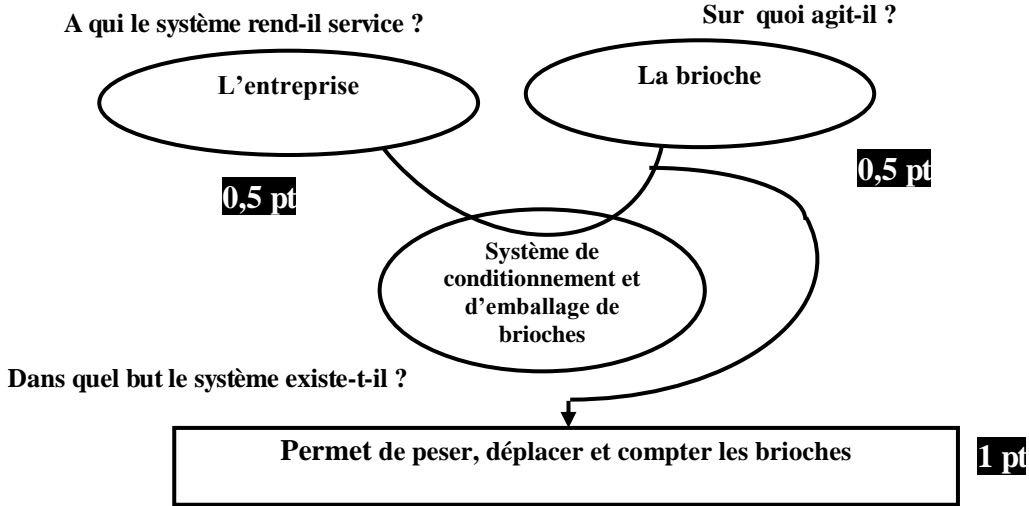 A qui le système rend-il service ?
Sur quoi agit-il ?
L’entreprise
La brioche
0,5 pt
0,5 pt
Système de
conditionnement et
d’emballage de
brioches
Dans quel but le système existe-t-il ?
Permet de peser, déplacer et compter les brioches
1 pt